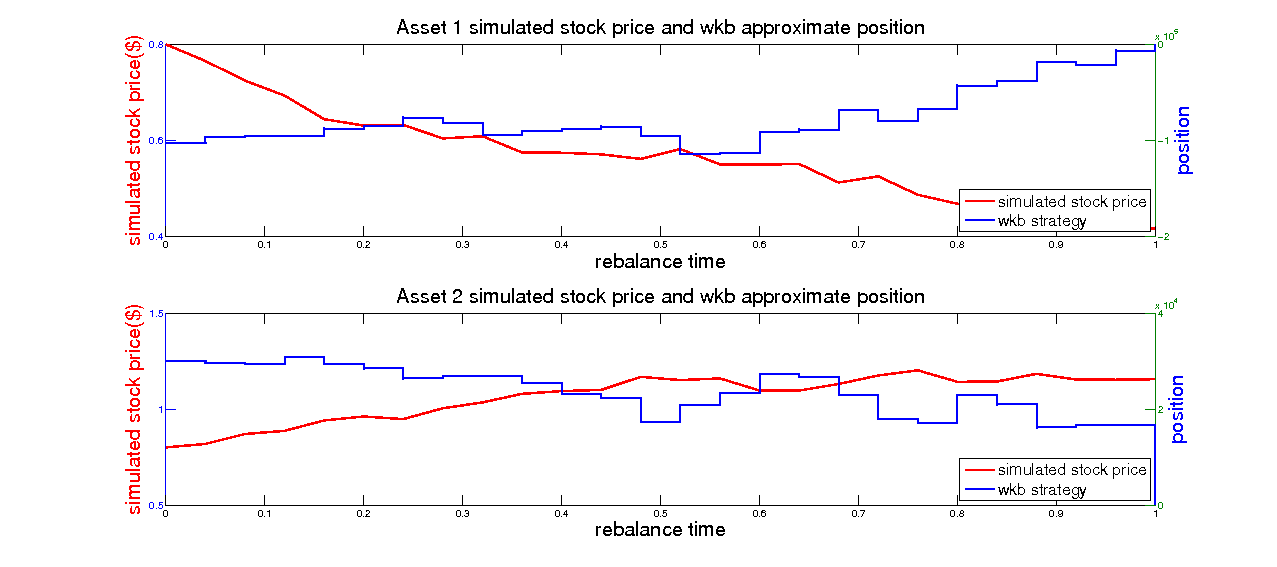 Asset 1 simulated stock price and wkb approximate position
x 10^5
simulated stock price($)
0.8
0.6
0.4
0
-1
-2
position
simulated stock price
wkb strategy
0 0.1 0.2 0.3 0.4 0.5 0.6 0.7 0.8 0.9 1
rebalance time
Asset 2 simulated stock price and wkb approximate position
x 10^4
simulated stock price($)
1.5
1
0.5
4
2
0
position
simulated stock price
wkb strategy
0 0.1 0.2 0.3 0.4 0.5 0.6 0.7 0.8 0.9 1
rebalance time